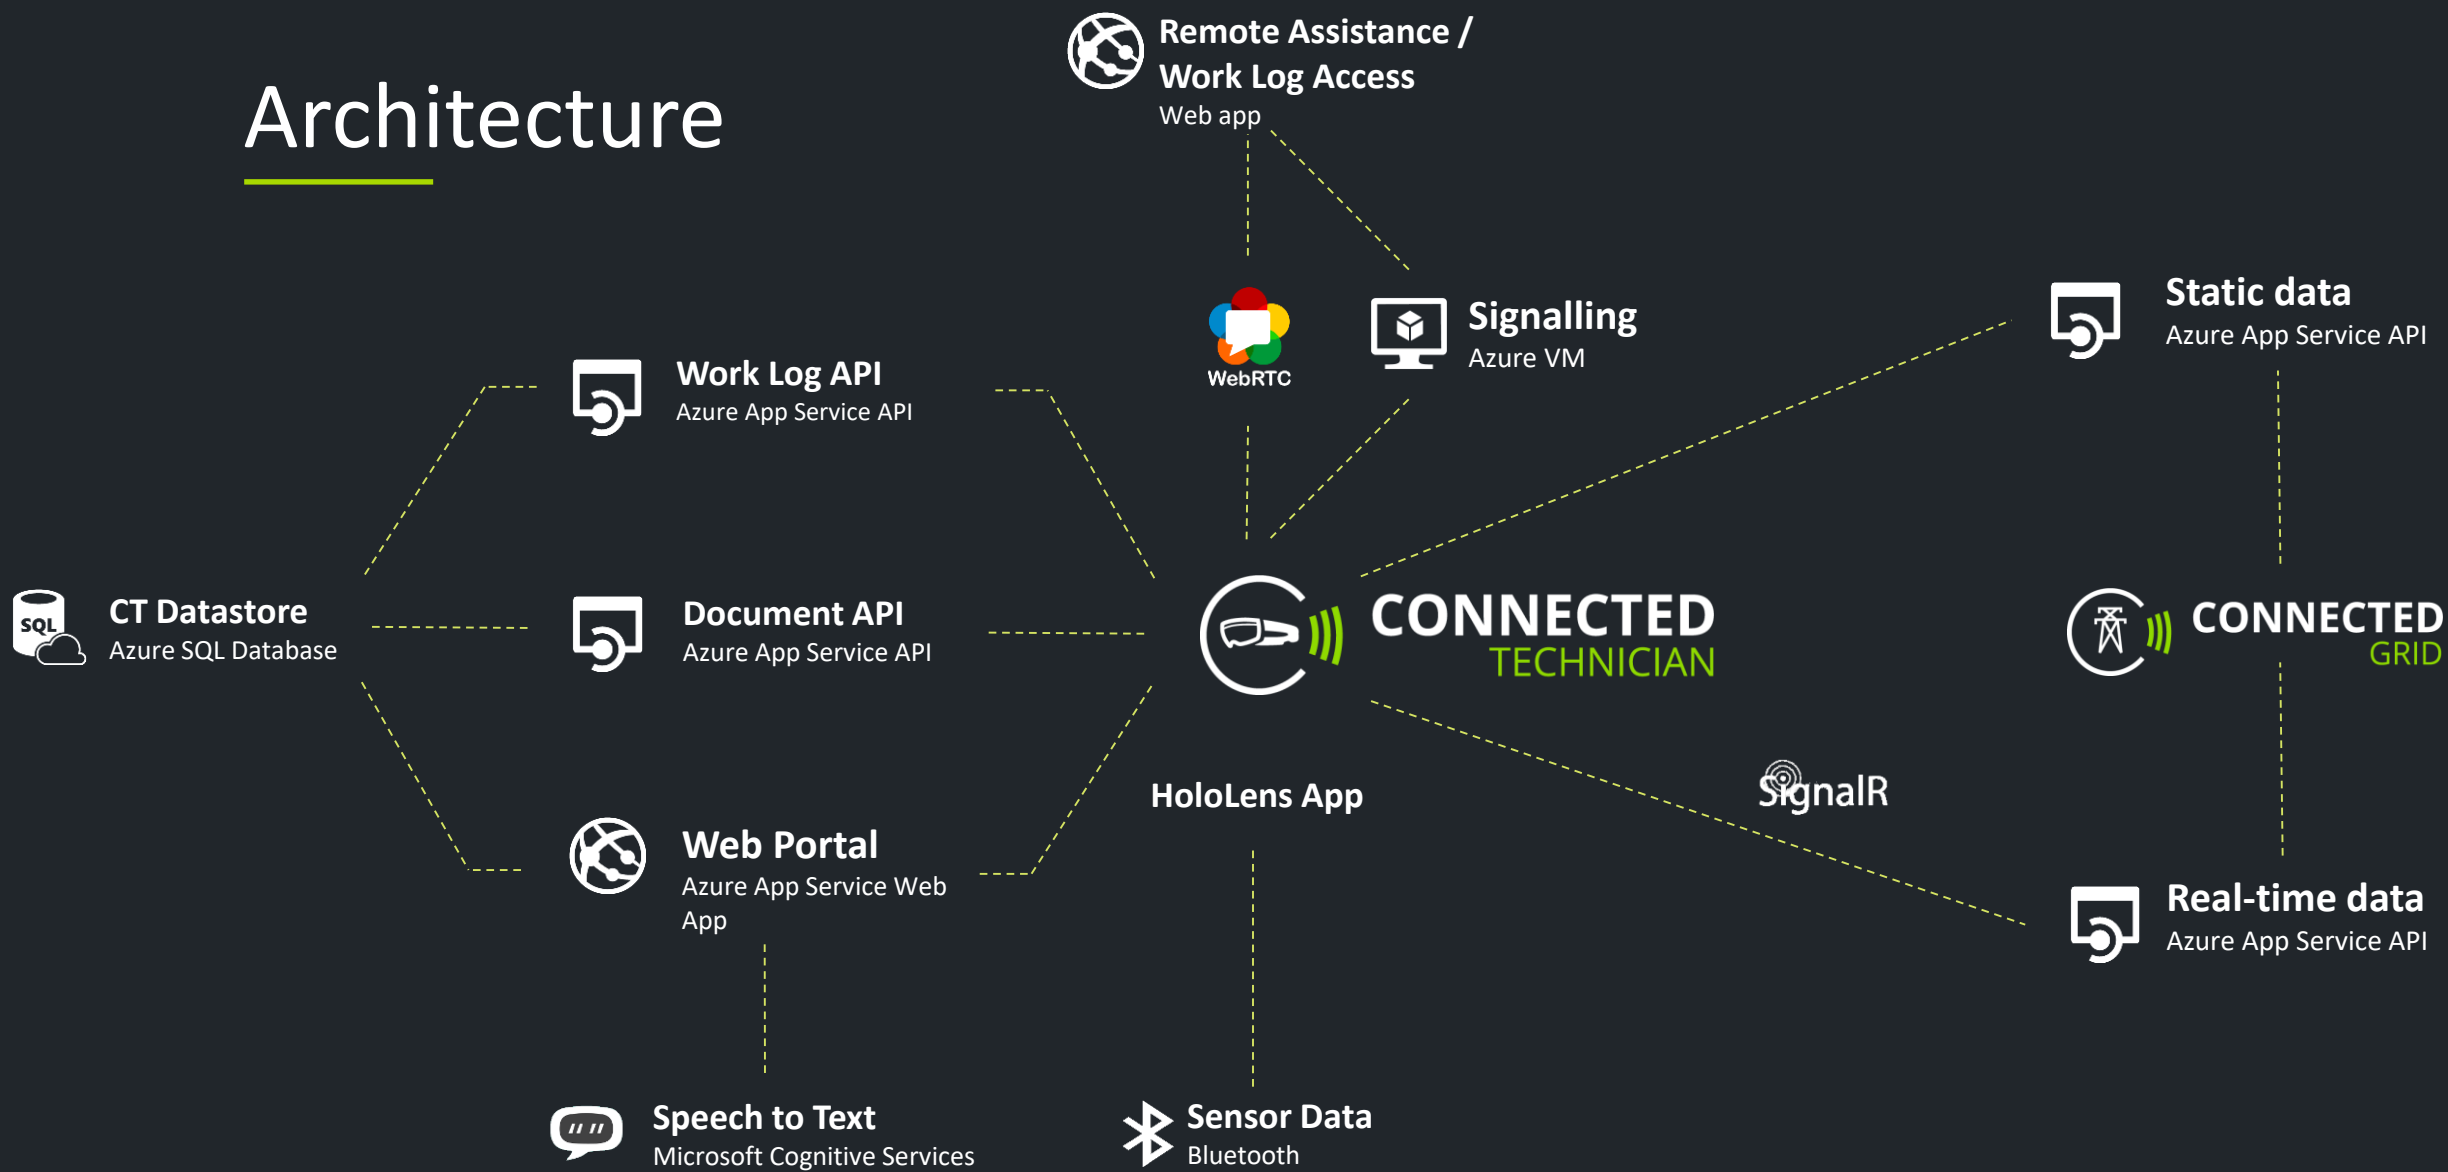 Architecture
Remote Assistance /
Work Log Access
Web app
WebRTC
Signalling
Azure VM
Static data
Azure App Service API
Work Log API
Azure App Service API
SQL
CT Datastore
Azure SQL Database
Document API
Azure App Service API
CONNECTED
TECHNICIAN
CONNECTED
GRID
HoloLens App
SignalR
Web Portal
Azure App Service Web
App
Real-time data
Azure App Service API
Speech to Text
Microsoft Cognitive Services
Sensor Data
Bluetooth